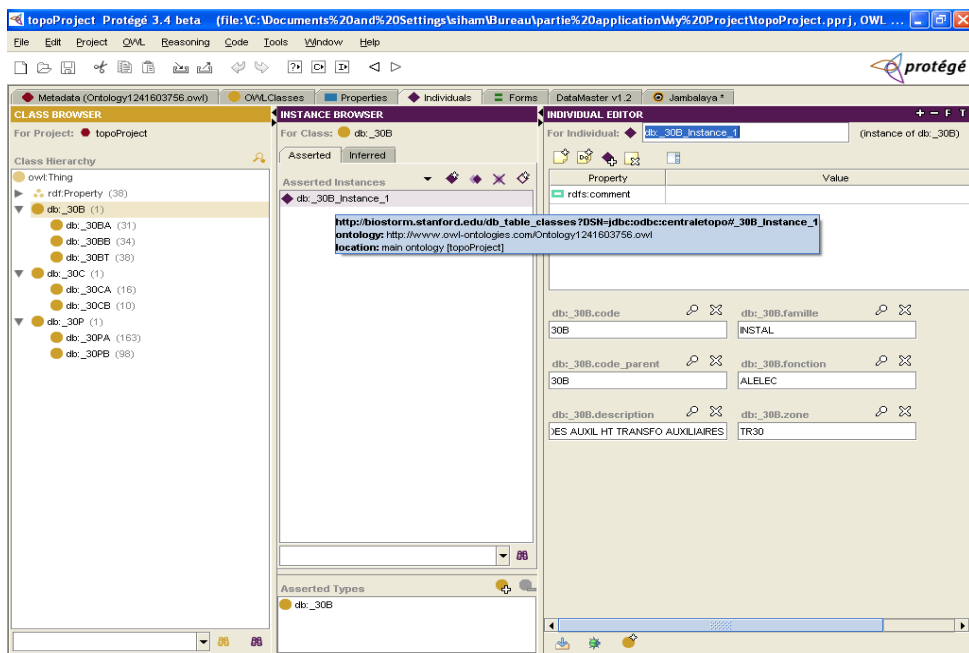 topoProject  Protégé 3.4 beta    (file:\C:\Documents%20and%20Settings\siham\Bureau\partie%20application\My%20Project\topoProject.pprj, OWL ...
File Edit Project OWL Reasoning Code Tools Window Help
protégé
Metadata (Ontology1241603756.owl) OWLClasses Properties Individuals Forms DataMaster v1.2 Jambalaya *
CLASS BROWSER
For Project: topoProject
Class Hierarchy
owl:Thing
rdf:Property (38)
db:_30B (1)
db:_30BA (31)
db:_30BB (34)
db:_30BT (38)
db:_30C (1)
db:_30CA (16)
db:_30CB (10)
db:_30P (1)
db:_30PA (163)
db:_30PB (98)
INSTANCE BROWSER
For Class: db:_30B
Asserted Inferred
Asserted Instances
db:_30B_Instance_1
http://biostorm.stanford.edu/db_table_classes?DSN=jdbc:odbc:centraletopo#_30B_Instance_1
ontology: http://www.owl-ontologies.com/Ontology1241603756.owl
location: main ontology [topoProject]
Asserted Types
db:_30B
INDIVIDUAL EDITOR + − F T
For Individual: db:_30B_Instance_1 (instance of db:_30B)
Property Value
rdfs:comment
db:_30B.code db:_30B.famille
30B INSTAL
db:_30B.code_parent db:_30B.fonction
30B ALELEC
db:_30B.description db:_30B.zone
DES AUXIL HT TRANSFO AUXILIAIRES TR30